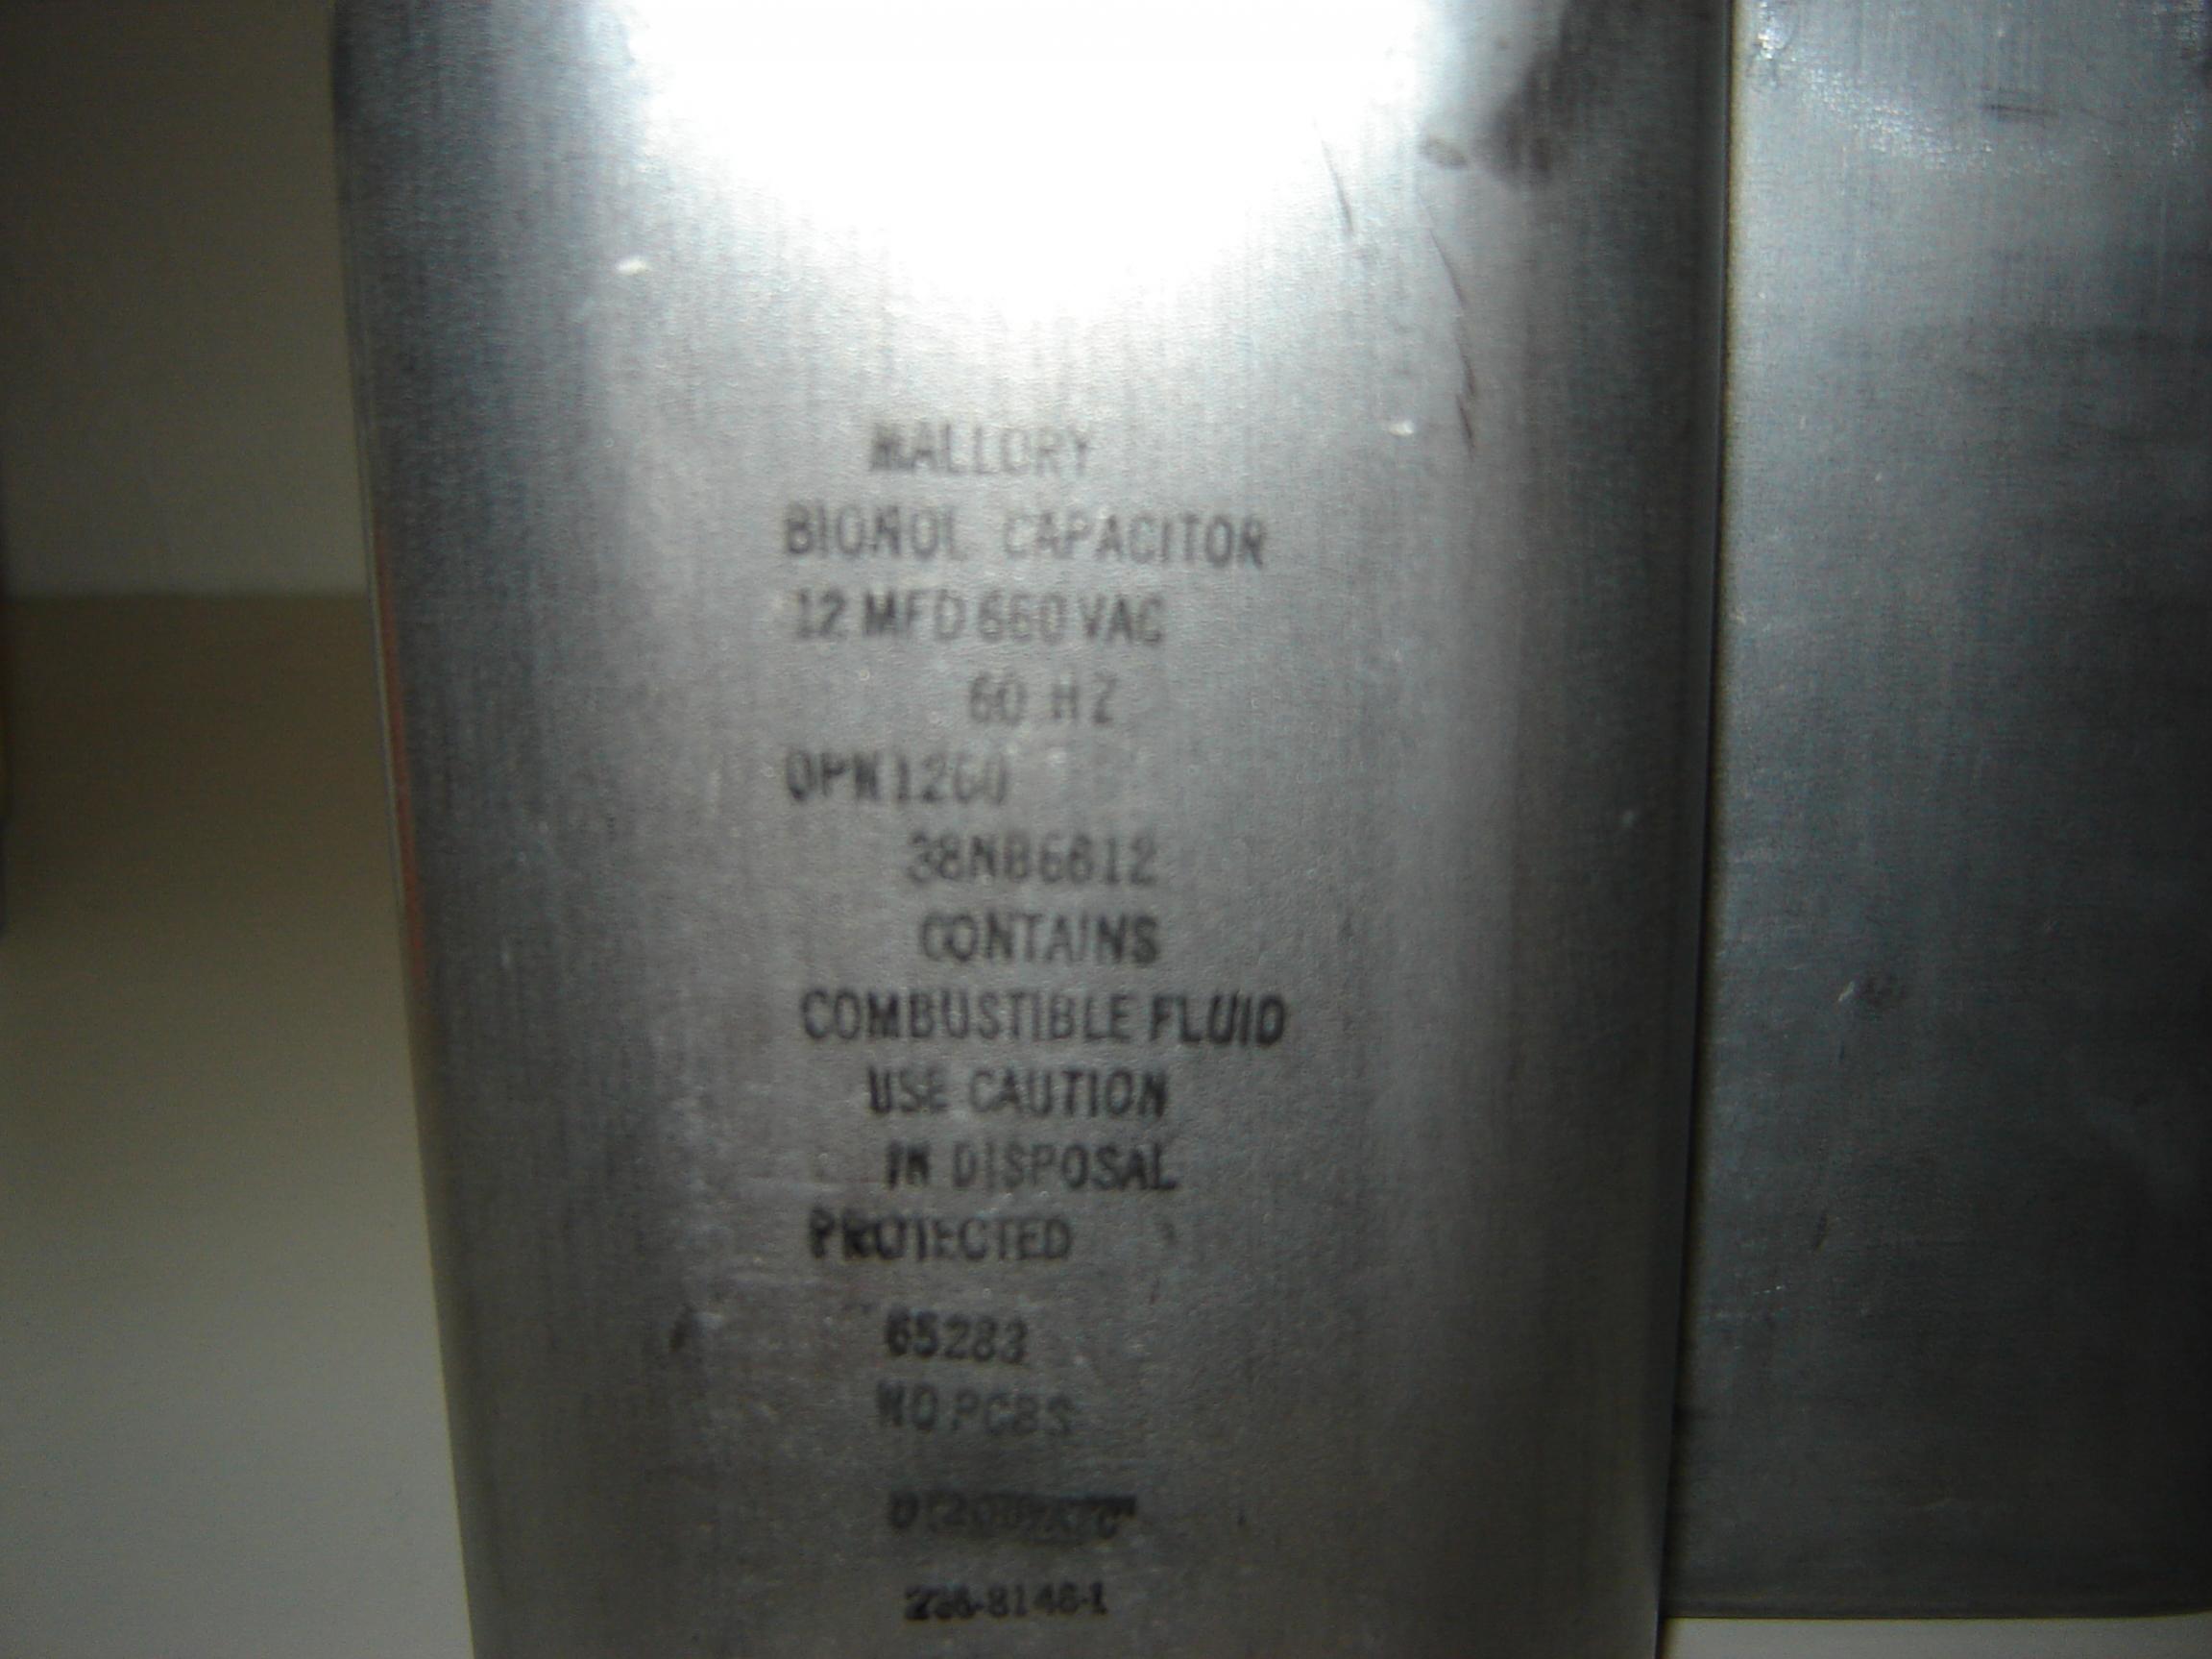 MALLORY
BIONOL CAPACITOR
12 MFD 660 VAC
60 HZ
OPN1260
38NB6612
CONTAINS
COMBUSTIBLE FLUID
USE CAUTION
IN DISPOSAL
PROTECTED
65283
NO PCBS